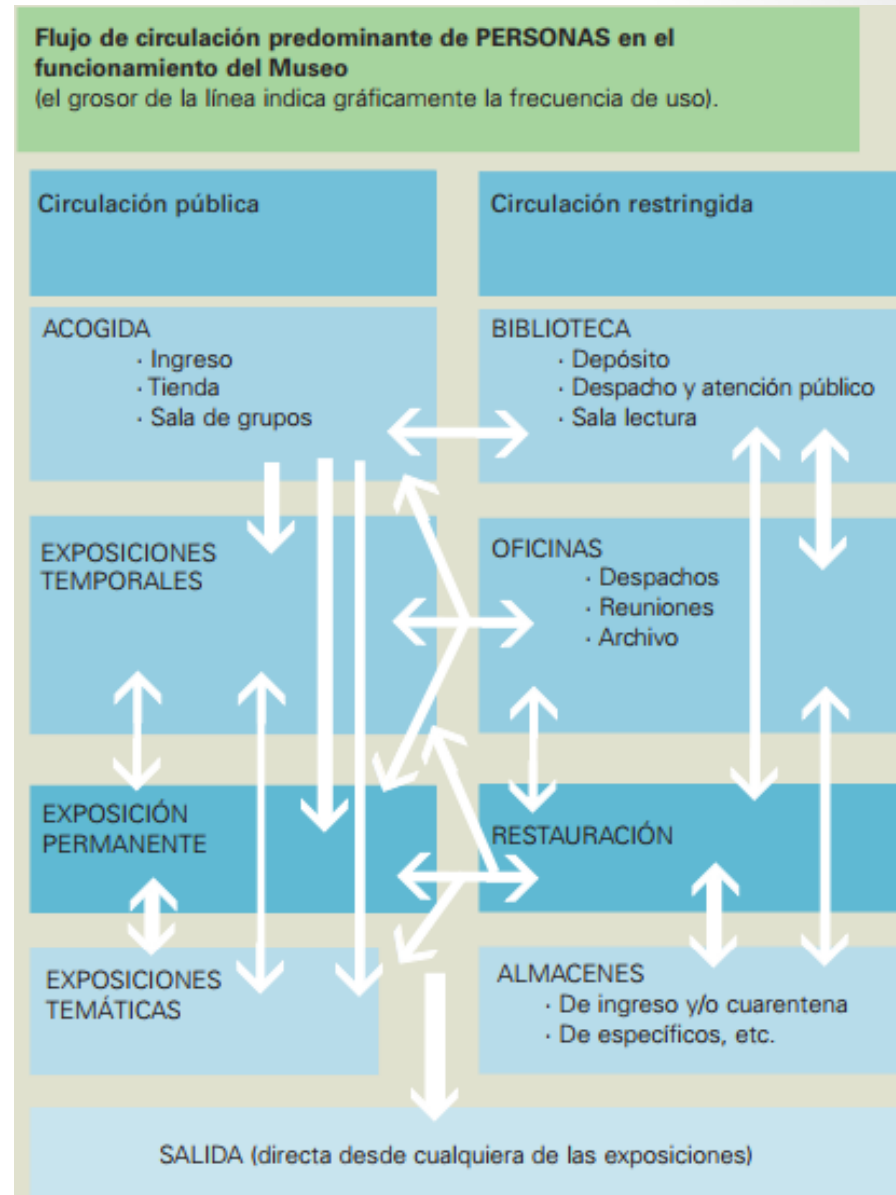 Flujo de circulación predominante de PERSONAS en el
funcionamiento del Museo
(el grosor de la línea indica gráficamente la frecuencia de uso).
Circulación pública
Circulación restringida
ACOGIDA
· Ingreso
· Tienda
· Sala de grupos
BIBLIOTECA
· Depósito
· Despacho y atención público
· Sala lectura
EXPOSICIONES
TEMPORALES
OFICINAS
· Despachos
· Reuniones
· Archivo
EXPOSICIÓN
PERMANENTE
RESTAURACIÓN
EXPOSICIONES
TEMÁTICAS
ALMACENES
· De ingreso y/o cuarentena
· De específicos, etc.
SALIDA (directa desde cualquiera de las exposiciones)